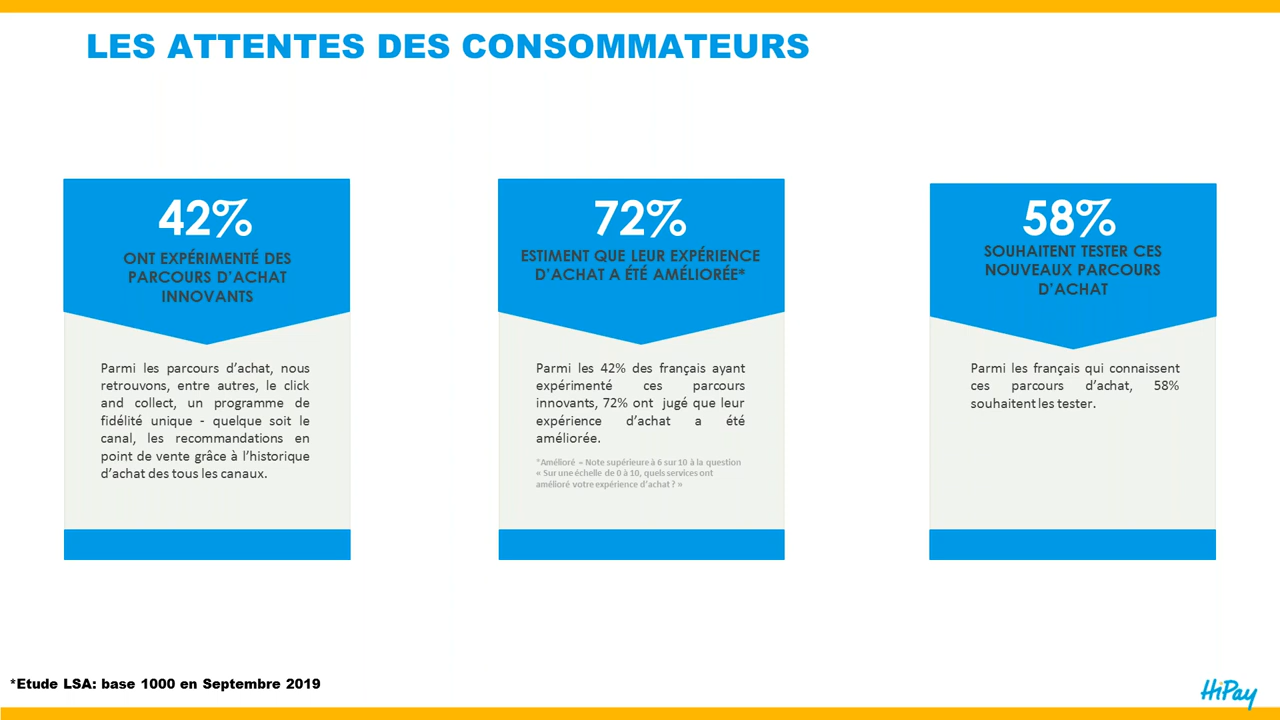 LES ATTENTES DES CONSOMMATEURS
42%
ONT EXPÉRIMENTÉ DES
PARCOURS D'ACHAT
INNOVANTS
Parmi les parcours d'achat, nous
retrouvons, entre autres, le click
and collect, un programme de
fidélité unique - quelque soit le
canal, les recommandations en
point de vente grâce à l'historique
d'achat des tous les canaux.
72%
ESTIMENT QUE LEUR EXPÉRIENCE
D'ACHAT A ÉTÉ AMÉLIORÉE*
Parmi les 42% des français ayant
expérimenté ces parcours
innovants, 72% ont jugé que leur
expérience d'achat a été
améliorée.
*Amélioré = Note supérieure à 6 sur 10 à la question
« Sur une échelle de 0 à 10, quels services ont
amélioré votre expérience d'achat ? »
58%
SOUHAITENT TESTER CES
NOUVEAUX PARCOURS
D'ACHAT
Parmi les français qui connaissent
ces parcours d'achat, 58%
souhaitent les tester.
*Etude LSA: base 1000 en Septembre 2019
HiPay